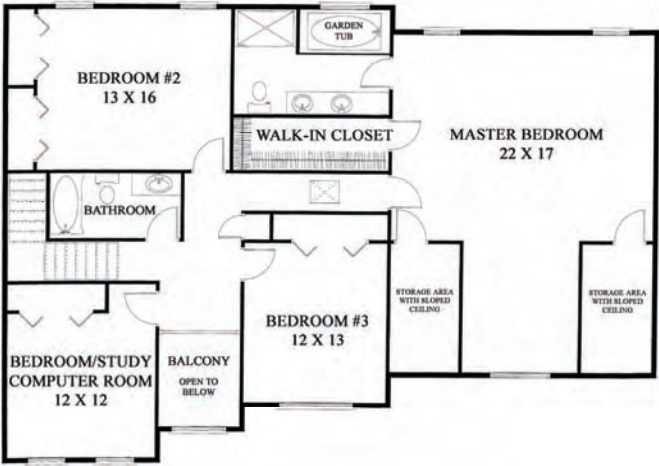 GARDEN
TUB
BEDROOM #2
13 X 16
WALK-IN CLOSET
MASTER BEDROOM
22 X 17
BATHROOM
STORAGE AREA
WITH SLOPED
CEILING
STORAGE AREA
WITH SLOPED
CEILING
BEDROOM #3
12 X 13
BEDROOM/STUDY
COMPUTER ROOM
12 X 12
BALCONY
OPEN TO
BELOW